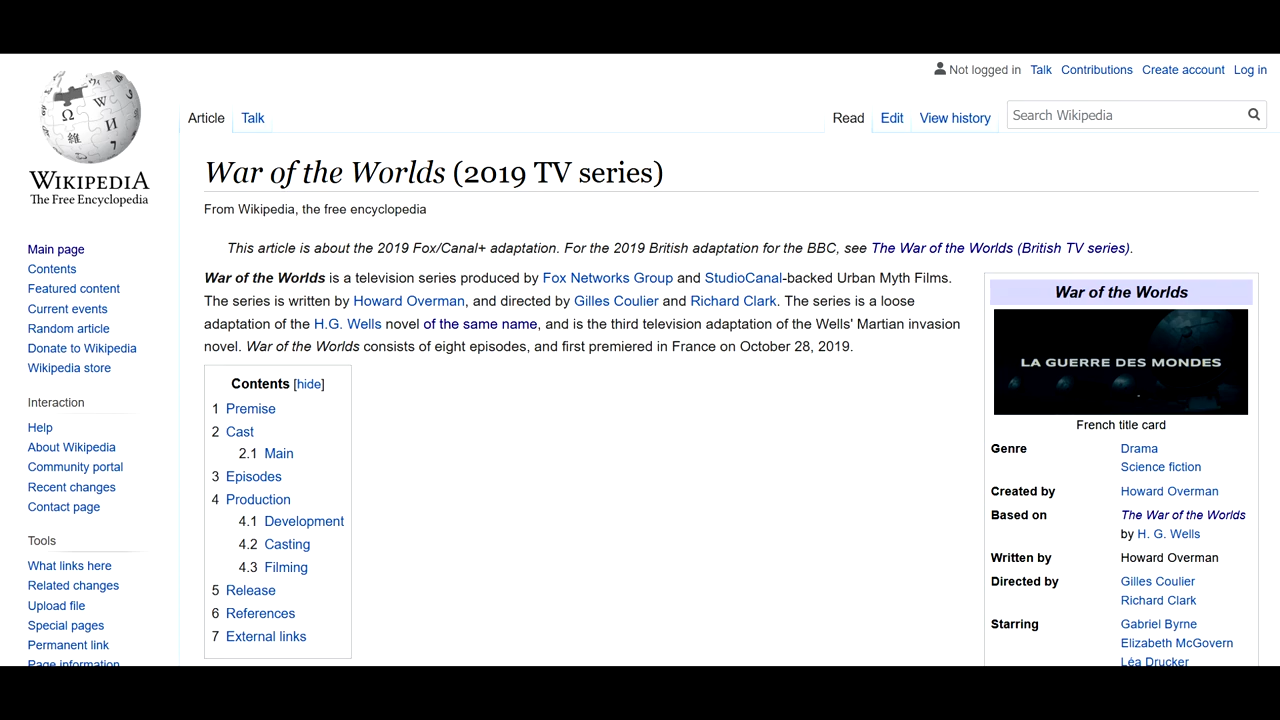 Not logged in Talk Contributions Create account Log in
Article Talk Read Edit View history Search Wikipedia
WIKIPEDIA
The Free Encyclopedia
War of the Worlds (2019 TV series)
From Wikipedia, the free encyclopedia
This article is about the 2019 Fox/Canal+ adaptation. For the 2019 British adaptation for the BBC, see The War of the Worlds (British TV series).
War of the Worlds is a television series produced by Fox Networks Group and StudioCanal-backed Urban Myth Films.
The series is written by Howard Overman, and directed by Gilles Coulier and Richard Clark. The series is a loose
adaptation of the H.G. Wells novel of the same name, and is the third television adaptation of the Wells' Martian invasion
novel. War of the Worlds consists of eight episodes, and first premiered in France on October 28, 2019.
Contents [hide]
1 Premise
2 Cast
2.1 Main
3 Episodes
4 Production
4.1 Development
4.2 Casting
4.3 Filming
5 Release
6 References
7 External links
War of the Worlds
LA GUERRE DES MONDES
French title card
Genre Drama
Science fiction
Created by Howard Overman
Based on The War of the Worlds
by H. G. Wells
Written by Howard Overman
Directed by Gilles Coulier
Richard Clark
Starring Gabriel Byrne
Elizabeth McGovern
Léa Drucker
Main page
Contents
Featured content
Current events
Random article
Donate to Wikipedia
Wikipedia store
Interaction
Help
About Wikipedia
Community portal
Recent changes
Contact page
Tools
What links here
Related changes
Upload file
Special pages
Permanent link
Page information